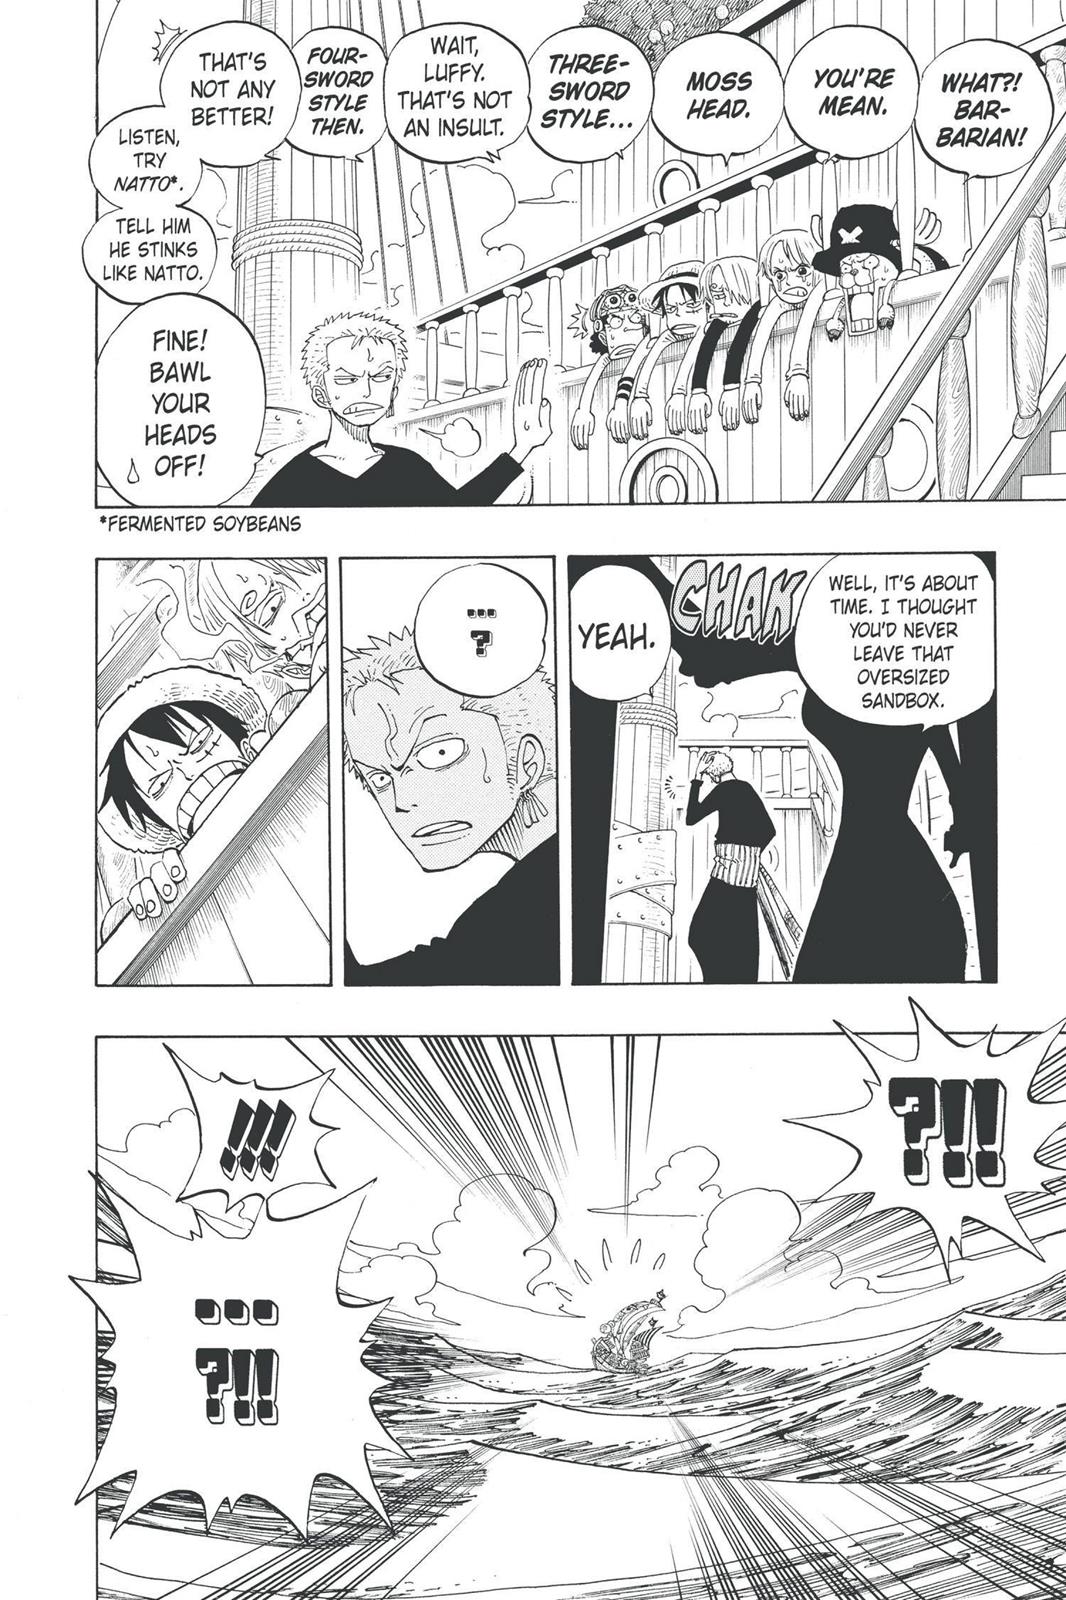 WHAT?!
BAR-
BARIAN!
YOU'RE
MEAN.
MOSS
HEAD.
THREE-
SWORD
STYLE...
WAIT,
LUFFY.
THAT'S NOT
AN INSULT.
FOUR-
SWORD
STYLE
THEN.
THAT'S
NOT ANY
BETTER!
LISTEN,
TRY
NATTO*.
TELL HIM
HE STINKS
LIKE NATTO.
FINE!
BAWL
YOUR
HEADS
OFF!
*FERMENTED SOYBEANS
WELL, IT'S ABOUT
TIME. I THOUGHT
YOU'D NEVER
LEAVE THAT
OVERSIZED
SANDBOX.
CHAK
YEAH.
...
?
?!!
!!!
...
?!!